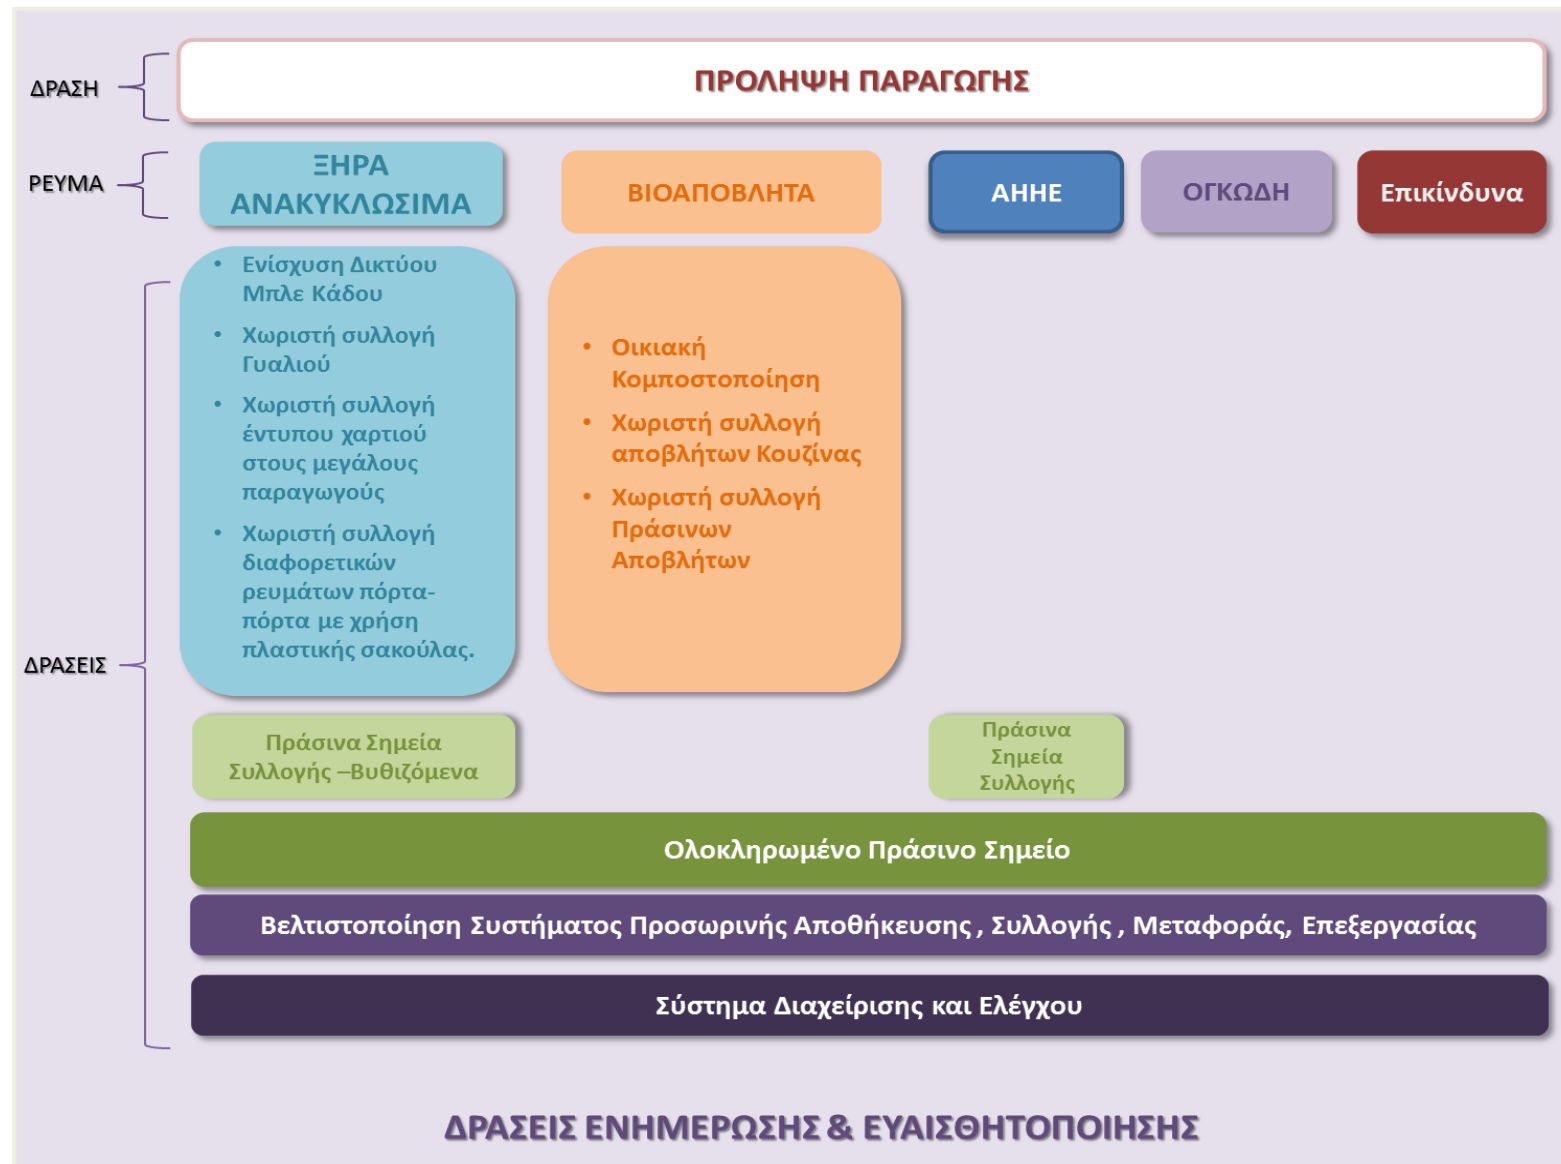 ΔΡΑΣΗ
ΠΡΟΛΗΨΗ ΠΑΡΑΓΩΓΗΣ
ΡΕΥΜΑ
ΞΗΡΑ
ΑΝΑΚΥΚΛΩΣΙΜΑ
ΒΙΟΑΠΟΒΛΗΤΑ
ΑΗΗΕ
ΟΓΚΩΔΗ
Επικίνδυνα
ΔΡΑΣΕΙΣ
• Ενίσχυση Δικτύου
Μπλε Κάδου
• Χωριστή συλλογή
Γυαλιού
• Χωριστή συλλογή
έντυπου χαρτιού
στους μεγάλους
παραγωγούς
• Χωριστή συλλογή
διαφορετικών
ρευμάτων πόρτα-
πόρτα με χρήση
πλαστικής σακούλας.
• Οικιακή
Κομποστοποίηση
• Χωριστή συλλογή
αποβλήτων Κουζίνας
• Χωριστή συλλογή
Πράσινων
Αποβλήτων
Πράσινα Σημεία
Συλλογής –Βυθιζόμενα
Πράσινα
Σημεία
Συλλογής
Ολοκληρωμένο Πράσινο Σημείο
Βελτιστοποίηση Συστήματος Προσωρινής Αποθήκευσης , Συλλογής , Μεταφοράς, Επεξεργασίας
Σύστημα Διαχείρισης και Ελέγχου
ΔΡΑΣΕΙΣ ΕΝΗΜΕΡΩΣΗΣ & ΕΥΑΙΣΘΗΤΟΠΟΙΗΣΗΣ